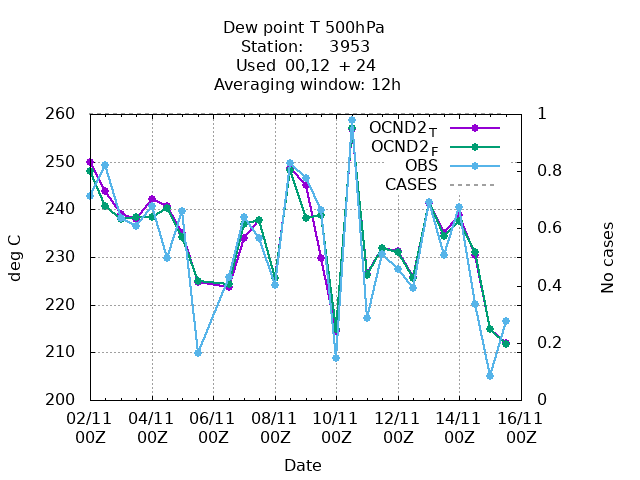 Dew point T 500hPa
Station: 3953
Used 00,12 + 24
Averaging window: 12h
OCND2_T
OCND2_F
OBS
CASES
260
250
240
230
220
210
200
1
0.8
0.6
0.4
0.2
0
deg C
No cases
02/11 04/11 06/11 08/11 10/11 12/11 14/11 16/11
00Z 00Z 00Z 00Z 00Z 00Z 00Z 00Z
Date